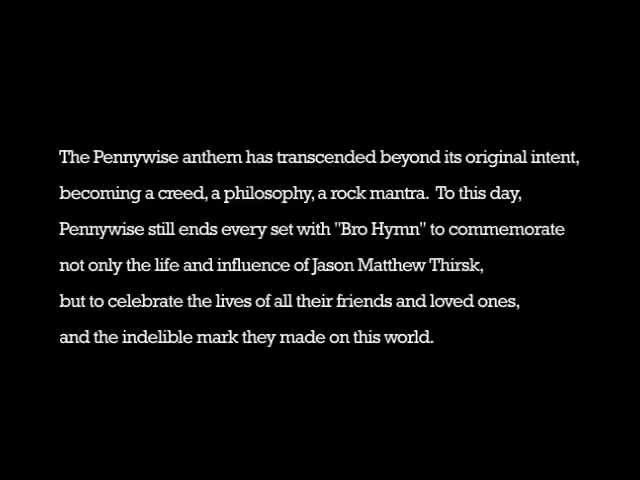 The Pennywise anthem has transcended beyond its original intent,
becoming a creed, a philosophy, a rock mantra.  To this day,
Pennywise still ends every set with "Bro Hymn" to commemorate
not only the life and influence of Jason Matthew Thirsk,
but to celebrate the lives of all their friends and loved ones,
and the indelible mark they made on this world.